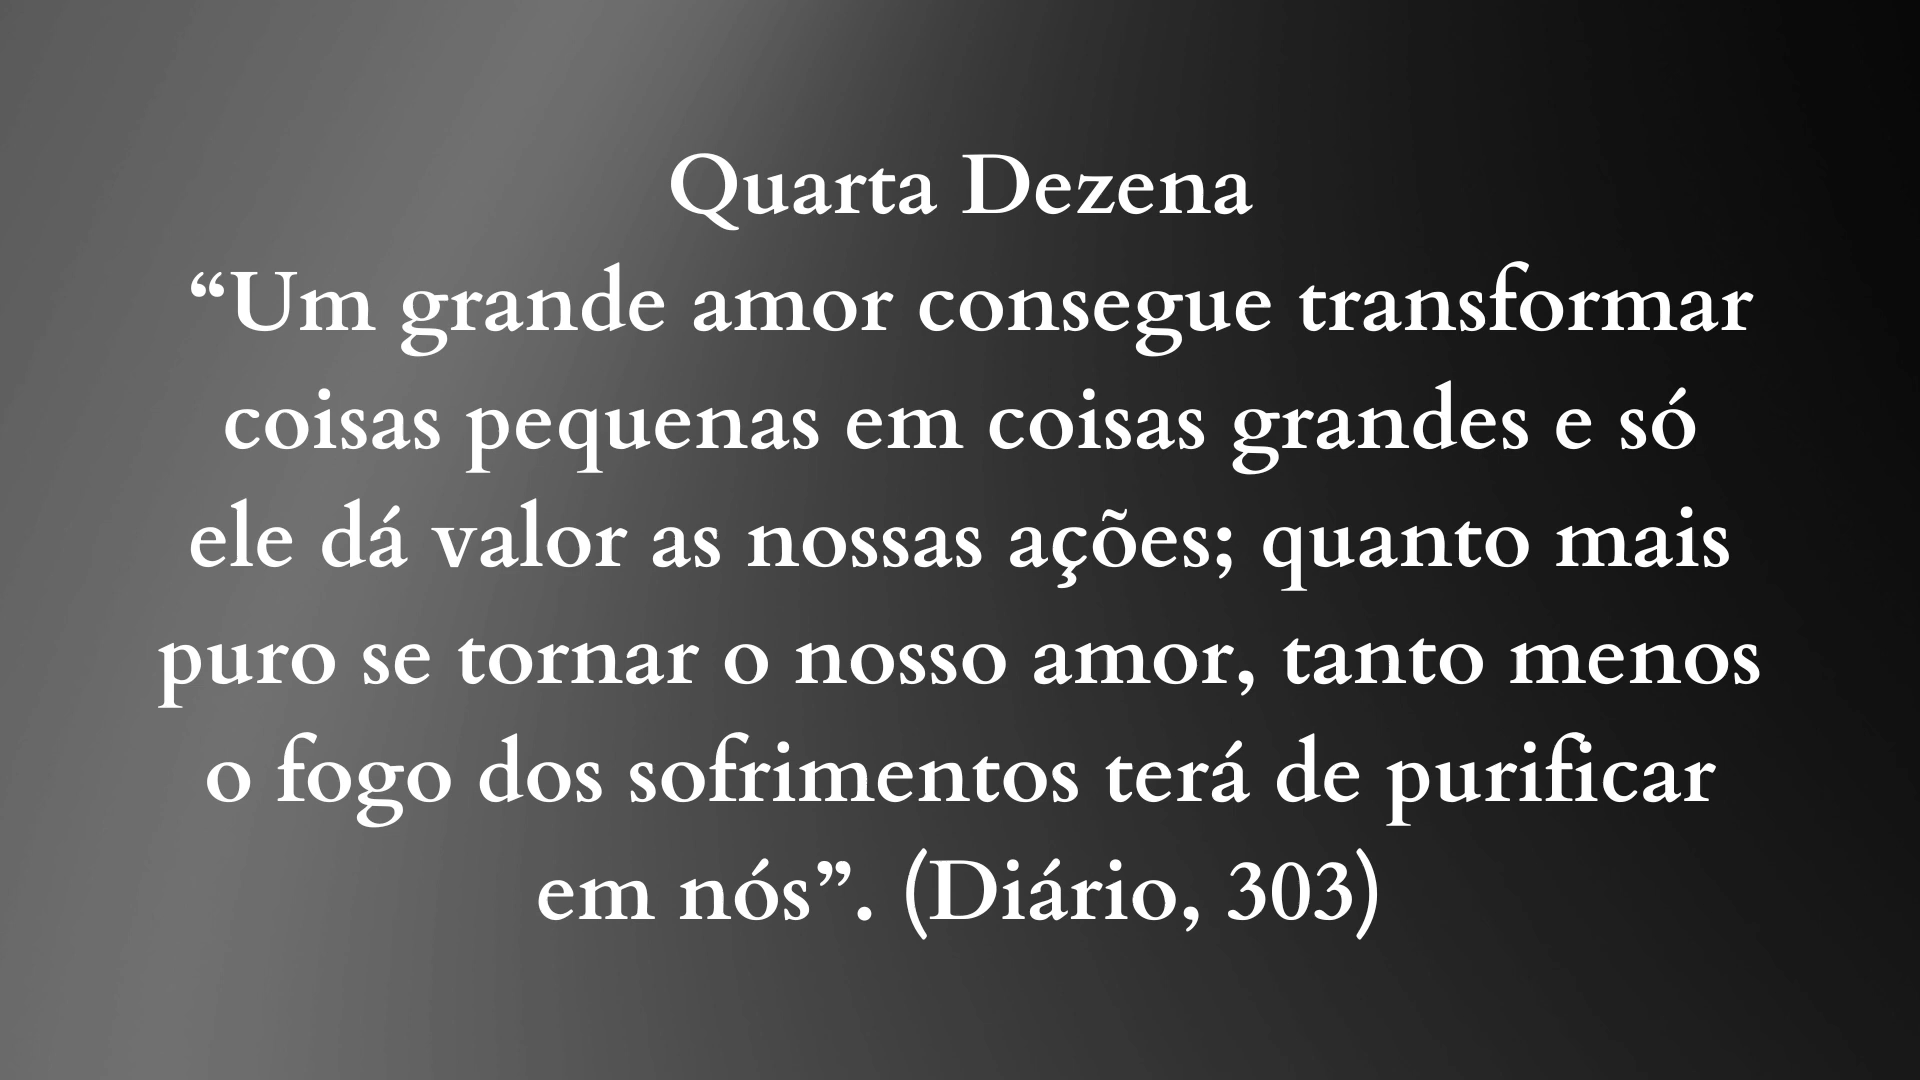 Quarta Dezena
“Um grande amor consegue transformar
coisas pequenas em coisas grandes e só
ele dá valor as nossas ações; quanto mais
puro se tornar o nosso amor, tanto menos
o fogo dos sofrimentos terá de purificar
em nós”. (Diário, 303)